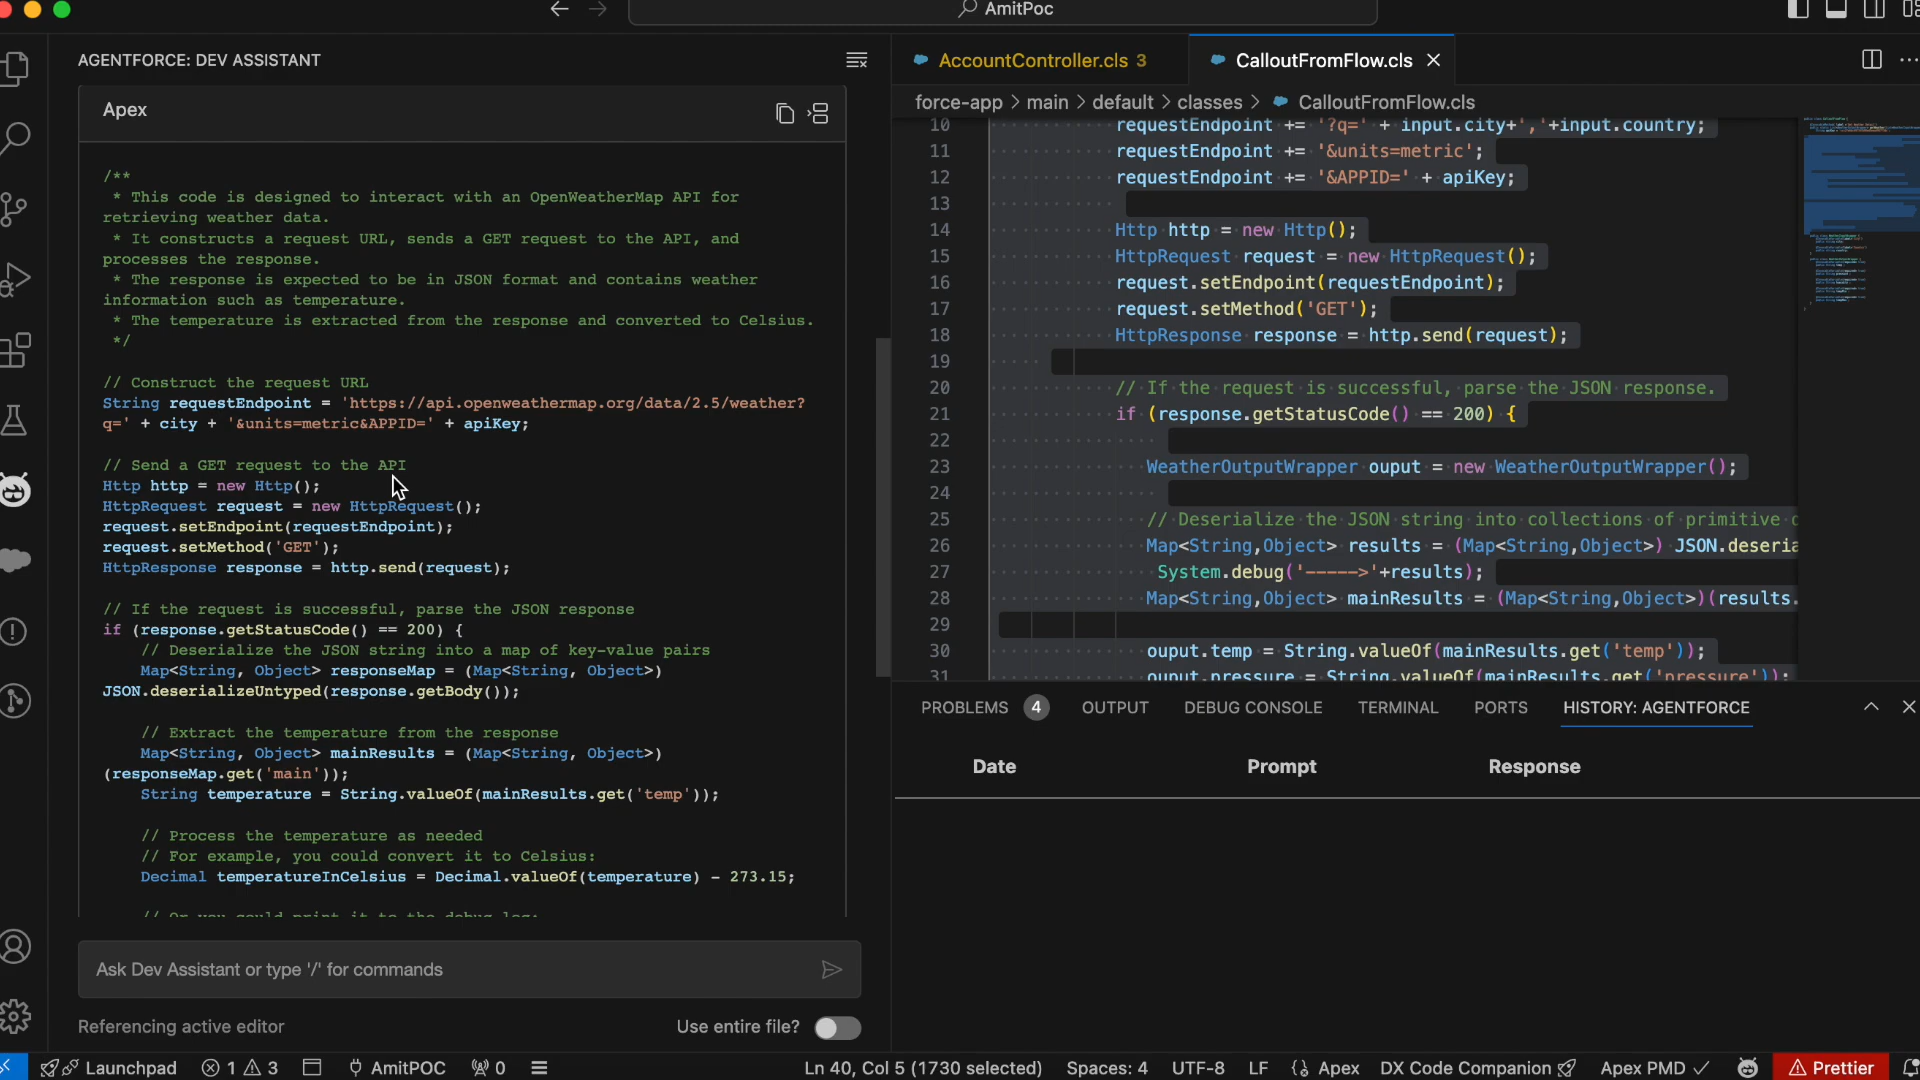 AmitPoc
AGENTFORCE: DEV ASSISTANT
Apex
/**
* This code is designed to interact with an OpenWeatherMap API for
retrieving weather data.
* It constructs a request URL, sends a GET request to the API, and
processes the response.
* The response is expected to be in JSON format and contains weather
information such as temperature.
* The temperature is extracted from the response and converted to Celsius.
*/
// Construct the request URL
String requestEndpoint = 'https://api.openweathermap.org/data/2.5/weather?
q=' + city + '&units=metric&APPID=' + apiKey;
// Send a GET request to the API
Http http = new Http();
HttpRequest request = new HttpRequest();
request.setEndpoint(requestEndpoint);
request.setMethod('GET');
HttpResponse response = http.send(request);
// If the request is successful, parse the JSON response
if (response.getStatusCode() == 200) {
// Deserialize the JSON string into a map of key-value pairs
Map<String, Object> responseMap = (Map<String, Object>)
JSON.deserializeUntyped(response.getBody());
// Extract the temperature from the response
Map<String, Object> mainResults = (Map<String, Object>)
(responseMap.get('main'));
String temperature = String.valueOf(mainResults.get('temp'));
// Process the temperature as needed
// For example, you could convert it to Celsius:
Decimal temperatureInCelsius = Decimal.valueOf(temperature) - 273.15;
// Or you could print it to the debug log:
Ask Dev Assistant or type '/' for commands
Referencing active editor
Use entire file?
AccountController.cls 3
CalloutFromFlow.cls
force-app > main > default > classes > CalloutFromFlow.cls
10 requestEndpoint += '?q=' + input.city+','+input.country;
11 requestEndpoint += '&units=metric';
12 requestEndpoint += '&APPID=' + apiKey;
13
14 Http http = new Http();
15 HttpRequest request = new HttpRequest();
16 request.setEndpoint(requestEndpoint);
17 request.setMethod('GET');
18 HttpResponse response = http.send(request);
19
20 // If the request is successful, parse the JSON response.
21 if (response.getStatusCode() == 200) {
22
23 WeatherOutputWrapper ouput = new WeatherOutputWrapper();
24
25 // Deserialize the JSON string into collections of primitive
26 Map<String,Object> results = (Map<String,Object>) JSON.deseria
27 System.debug('----->'+results);
28 Map<String,Object> mainResults = (Map<String,Object>)(results.
29
30 ouput.temp = String.valueOf(mainResults.get('temp'));
31 ouput.pressure = String.valueOf(mainResults.get('pressure'));
PROBLEMS 4 OUTPUT DEBUG CONSOLE TERMINAL PORTS HISTORY: AGENTFORCE
Date Prompt Response
Launchpad 1 3 AmitPOC 0 Ln 40, Col 5 (1730 selected) Spaces: 4 UTF-8 LF Apex DX Code Companion Apex PMD Prettier